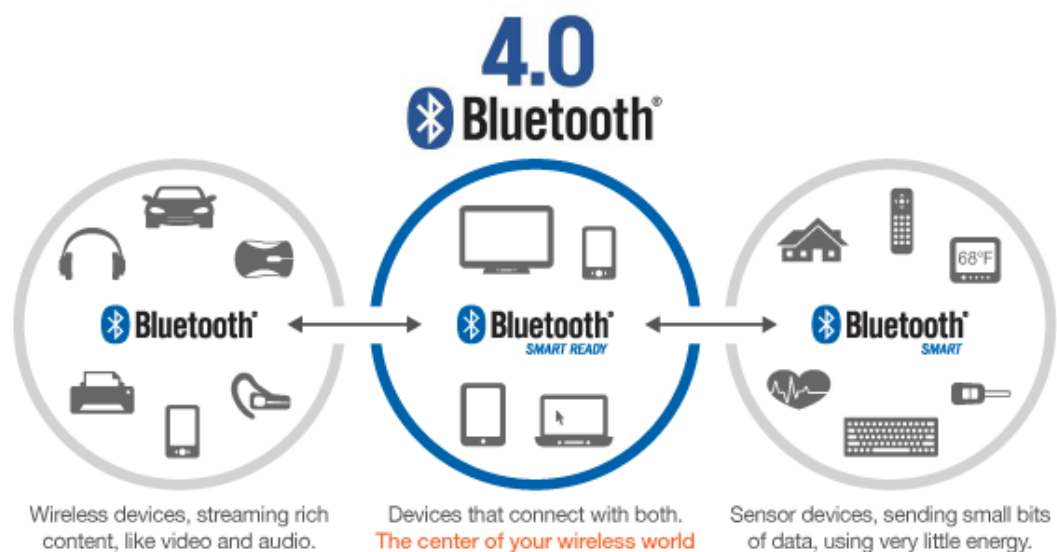 4.0
Bluetooth®
68°F
Bluetooth®
Bluetooth®
SMART READY
Bluetooth®
SMART
Wireless devices, streaming rich
content, like video and audio.
Devices that connect with both.
The center of your wireless world
Sensor devices, sending small bits
of data, using very little energy.